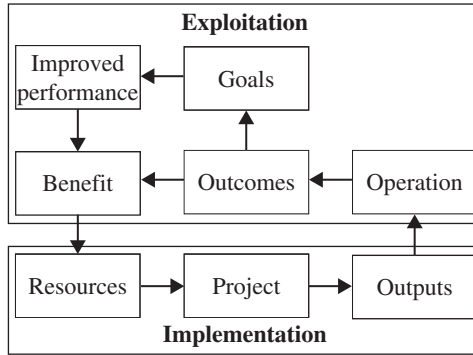 Exploitation
Improved
performance
Goals
Benefit
Outcomes
Operation
Resources
Project
Outputs
Implementation